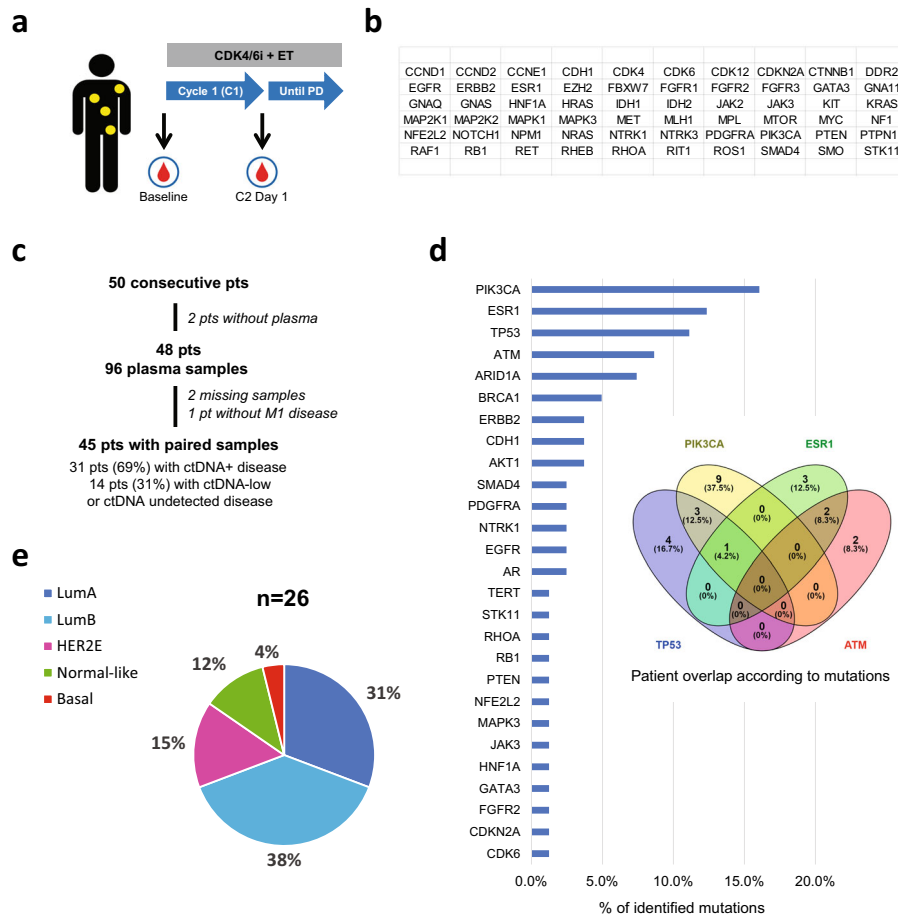 a
CDK4/6i + ET
Cycle 1 (C1)
Until PD
Baseline
C2 Day 1
b
CCND1 CCND2 CCNE1 CDH1 CDK4 CDK6 CDK12 CDKN2A CTNNB1 DDR2
EGFR ERBB2 ESR1 EZH2 FBXW7 FGFR1 FGFR2 FGFR3 GATA3 GNA11
GNAQ GNAS HNF1A HRAS IDH1 IDH2 JAK2 JAK3 KIT KRAS
MAP2K1 MAP2K2 MAPK1 MAPK3 MET MLH1 MPL MTOR MYC NF1
NFE2L2 NOTCH1 NPM1 NRAS NTRK1 NTRK3 PDGFRA PIK3CA PTEN PTPN1
RAF1 RB1 RET RHEB RHOA RIT1 ROS1 SMAD4 SMO STK11
c
50 consecutive pts
2 pts without plasma
48 pts
96 plasma samples
2 missing samples
1 pt without M1 disease
45 pts with paired samples
31 pts (69%) with ctDNA+ disease
14 pts (31%) with ctDNA-low
or ctDNA undetected disease
d
PIK3CA
ESR1
TP53
ATM
ARID1A
BRCA1
ERBB2
CDH1
AKT1
SMAD4
PDGFRA
NTRK1
EGFR
AR
TERT
STK11
RHOA
RB1
PTEN
NFE2L2
MAPK3
JAK3
HNF1A
GATA3
FGFR2
CDKN2A
CDK6
0.0% 5.0% 10.0% 15.0% 20.0%
% of identified mutations
PIK3CA
ESR1
9
(37.5%)
3
(12.5%)
3
(12.5%)
0
(0%)
2
(8.3%)
4
(16.7%)
1
(4.2%)
0
(0%)
2
(8.3%)
0
(0%)
0
(0%)
0
(0%)
0
(0%)
0
(0%)
0
(0%)
TP53
ATM
Patient overlap according to mutations
e
LumA
LumB
HER2E
Normal-like
Basal
n=26
4%
12%
31%
15%
38%